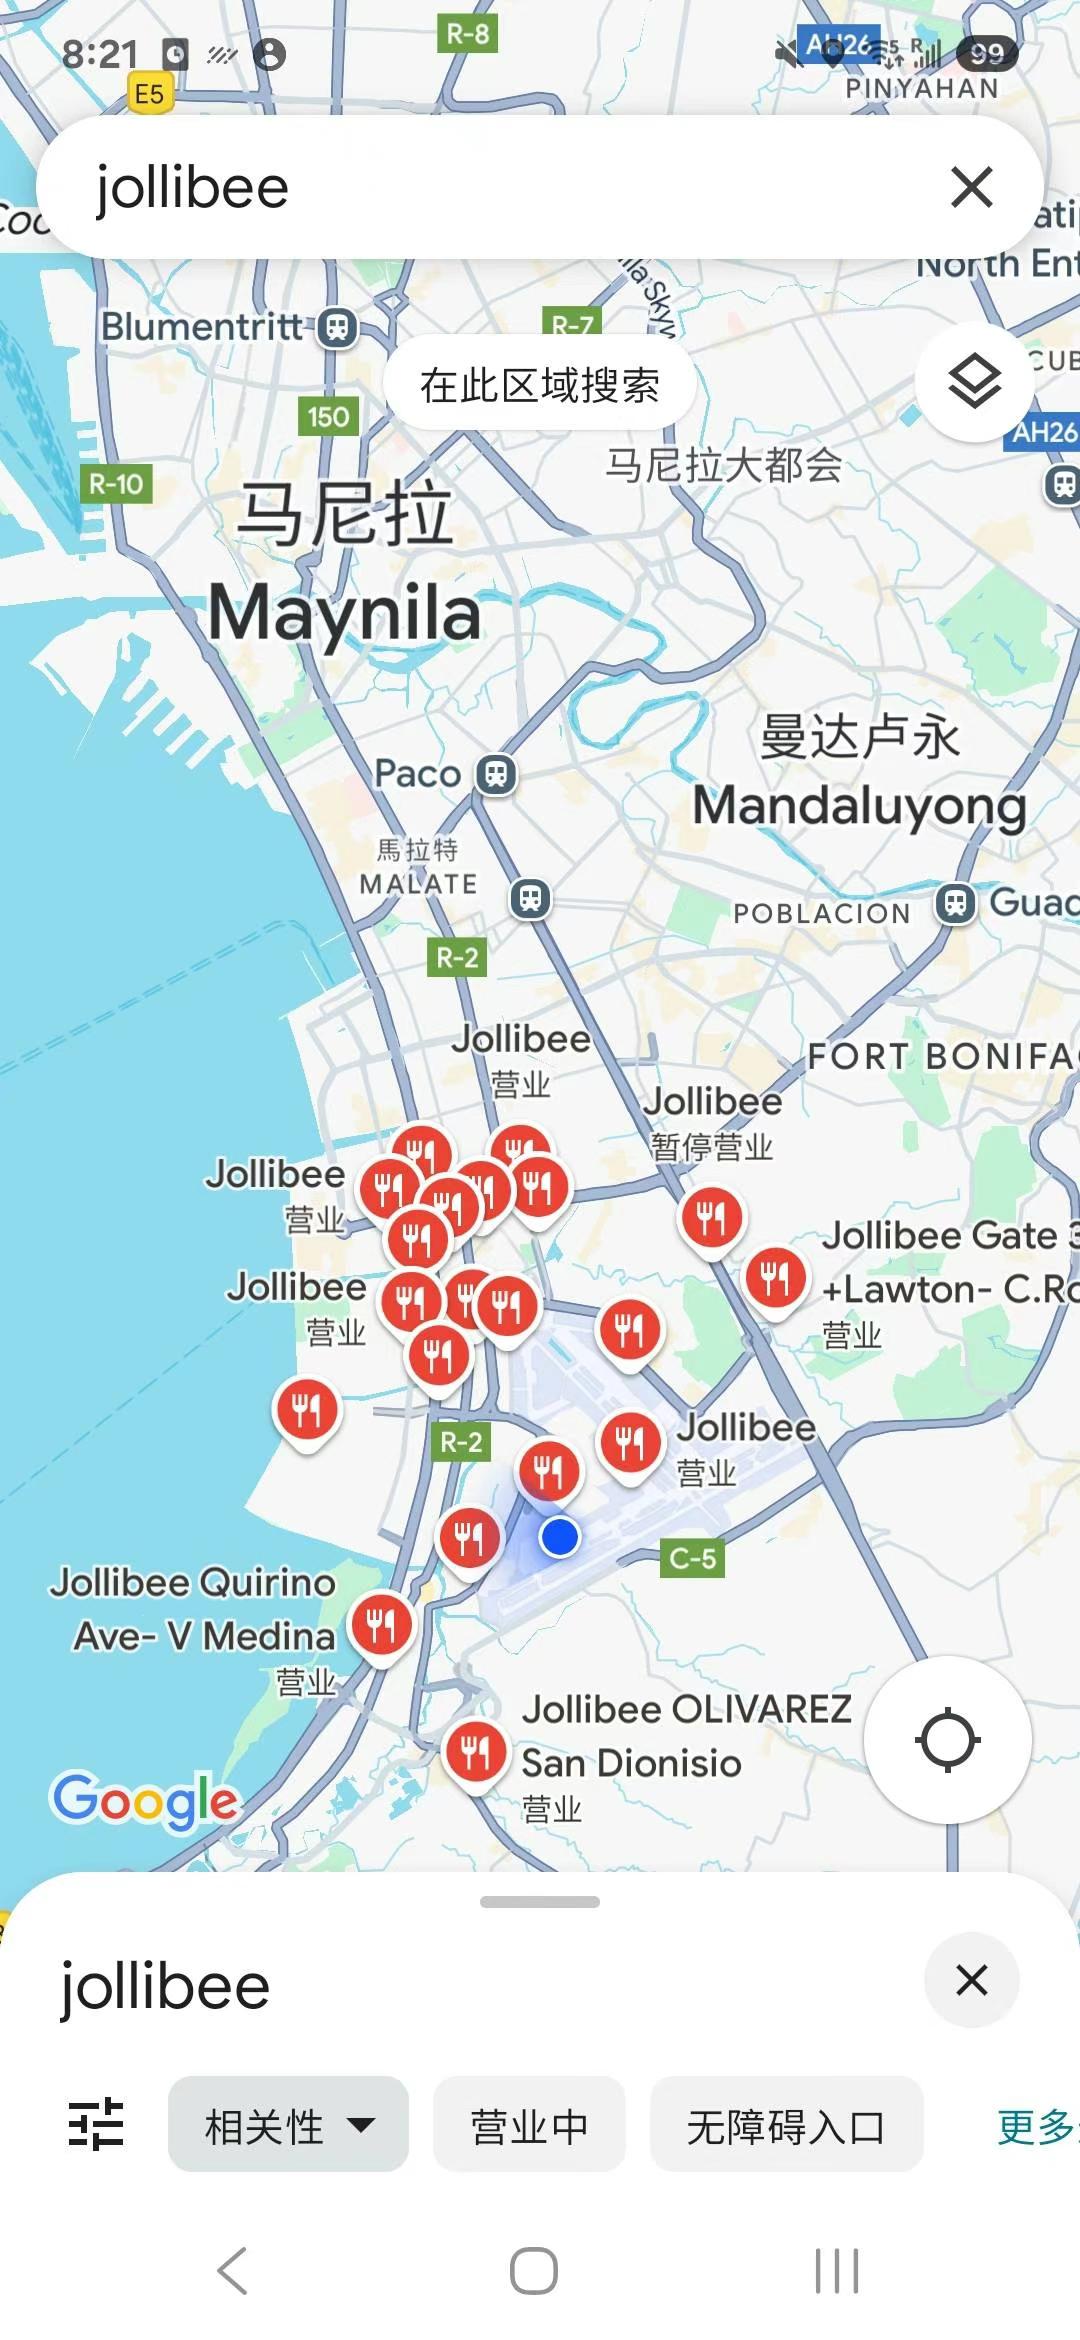 8:21
R-8
AH26
5
R
99
PINYAHAN
E5
jollibee
North Ent
Blumentritt
R-7
在此区域搜索
150
AH26
R-10
马尼拉大都会
马尼拉
Maynila
曼达卢永
Mandaluyong
Paco
馬拉特
MALATE
POBLACION
Guad
R-2
FORT BONIFAC
Jollibee
营业
Jollibee
暂停营业
Jollibee
营业
Jollibee Gate 3
+Lawton- C.Ro
营业
Jollibee
营业
Jollibee
营业
R-2
C-5
Jollibee Quirino
Ave- V Medina
营业
Jollibee OLIVAREZ
San Dionisio
营业
Google
jollibee
相关性
营业中
无障碍入口
更多